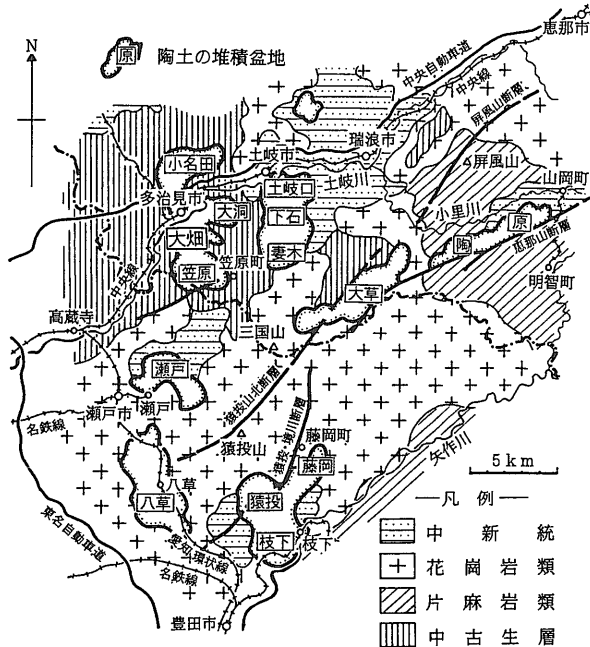 N
原
陶土の堆積盆地
恵那市
中央自動車道
中央線
屏風山断層
瑞浪市
屏風山
小名田
土岐市
土岐口
土岐川
山岡町
多治見市
大洞
下石
小里川
原
大畑
妻木
陶
恵那山断層
笠原
笠原町
明智町
中央線
大草
高蔵寺
三国山
瀬戸
猿投山北断層
瀬戸市
瀬戸
名鉄線
猿投山
猿投・境川断層
藤岡町
藤岡
矢作川
5km
八草
八草
猿投
枝下
枝下
東名自動車道
愛知環状線
名鉄線
豊田市
―凡例―
中新統
花崗岩類
片麻岩類
中古生層